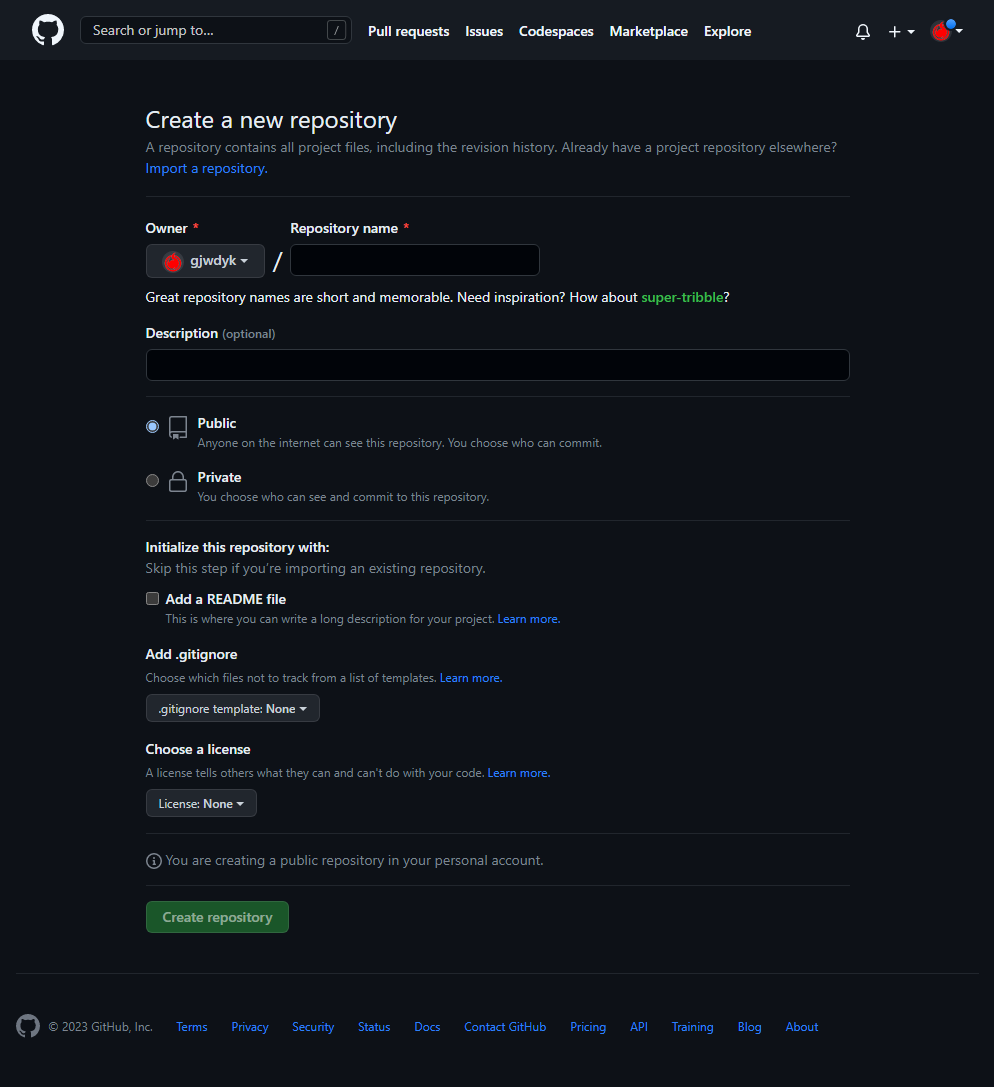 Search or jump to... / Pull requests Issues Codespaces Marketplace Explore
Create a new repository
A repository contains all project files, including the revision history. Already have a project repository elsewhere?
Import a repository.
Owner * Repository name *
gjwdyk /
Great repository names are short and memorable. Need inspiration? How about super-tribble?
Description (optional)
Public
Anyone on the internet can see this repository. You choose who can commit.
Private
You choose who can see and commit to this repository.
Initialize this repository with:
Skip this step if you're importing an existing repository.
Add a README file
This is where you can write a long description for your project. Learn more.
Add .gitignore
Choose which files not to track from a list of templates. Learn more.
.gitignore template: None
Choose a license
A license tells others what they can and can't do with your code. Learn more.
License: None
You are creating a public repository in your personal account.
Create repository
© 2023 GitHub, Inc. Terms Privacy Security Status Docs Contact GitHub Pricing API Training Blog About